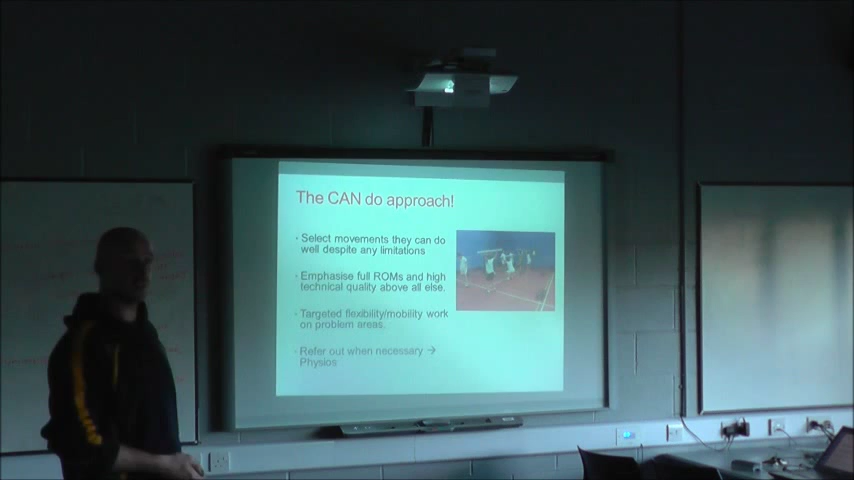 The CAN do approach!
• Select movements they can do
well despite any limitations
• Emphasise full ROMs and high
technical quality above all else.
• Targeted flexibility/mobility work
on problem areas.
• Refer out when necessary →
Physios